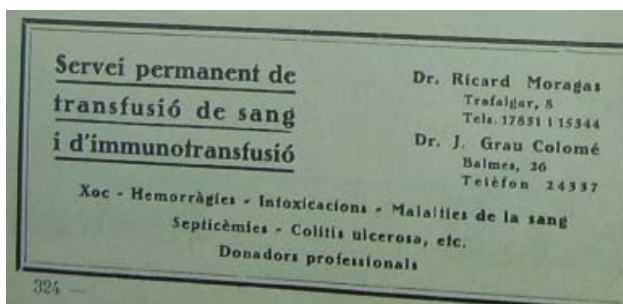 Servei permanent de
transfusió de sang
i d'immunotransfusió
Dr. Ricard Moragas
Trafalgar, 8
Tels. 17851 i 15344
Dr. J. Grau Colomé
Balmes, 26
Telèfon 24337
Xoc - Hemorràgies - Intoxicacions - Malalties de la sang
Septicèmies - Colitis ulcerosa, etc.
Donadors professionals
324 —